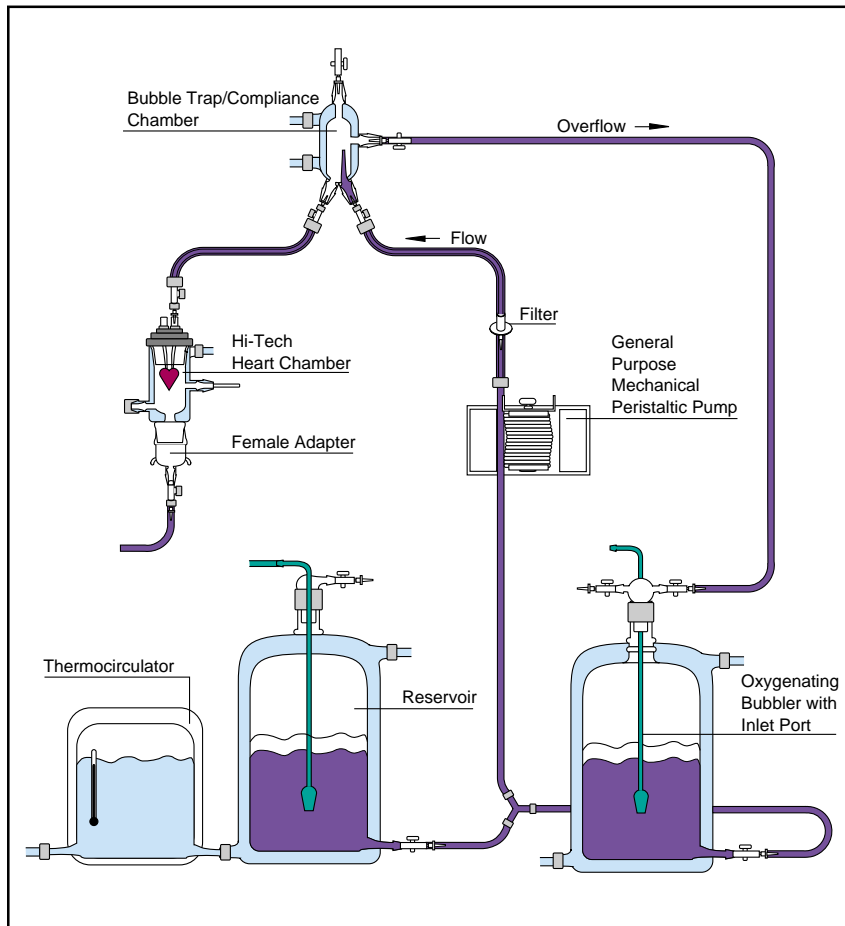 Bubble Trap/Compliance
Chamber
Overflow
Flow
Filter
Hi-Tech
Heart Chamber
General
Purpose
Mechanical
Peristaltic Pump
Female Adapter
Thermocirculator
Reservoir
Oxygenating
Bubbler with
Inlet Port